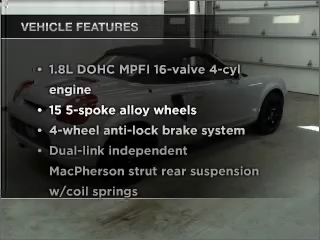 VEHICLE FEATURES
• 1.8L DOHC MPFI 16-valve 4-cyl
engine
• 15 5-spoke alloy wheels
• 4-wheel anti-lock brake system
• Dual-link independent
MacPherson strut rear suspension
w/coil springs